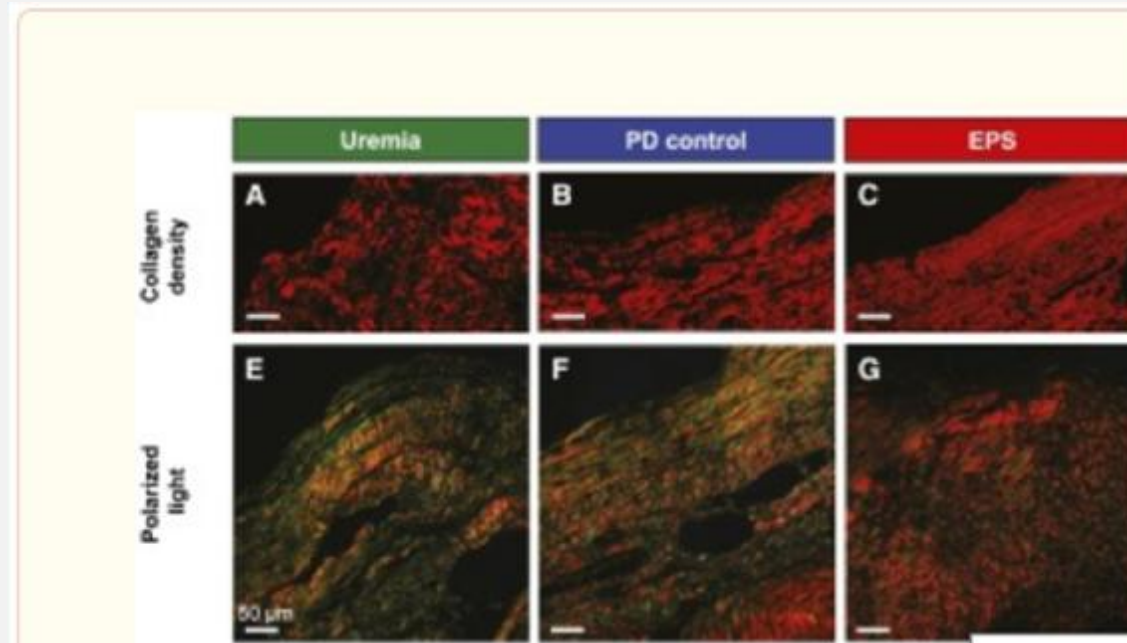 Uremia
PD control
EPS
Collagen
density
A
B
C
Polarized
light
E
F
G
50 µm